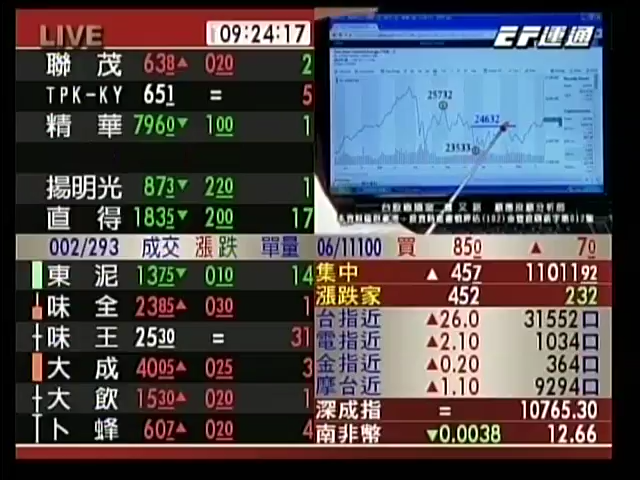 LIVE 09:24:17
EF連通
聯茂 638▲ 020 2
TPK-KY 651 = 5
精華 7960▼ 100 1
揚明光 873▼ 220 1
直得 1835▼ 200 17
25732
24632
23533
002/293 成交 漲跌 單量
06/11100 買 850 ▲ 70
東泥 1375▼ 010 14
味全 2385▲ 030 1
味王 2530 = 31
大成 4005▲ 025 3
大飲 1530▲ 020 1
卜蜂 607▲ 020 4
集中 ▲ 457 1101192
漲跌家 452 232
台指近 ▲26.0 31552口
電指近 ▲2.10 1034口
金指近 ▲0.20 364口
摩台近 ▲1.10 9294口
深成指 = 10765.30
南非幣 ▼0.0038 12.66